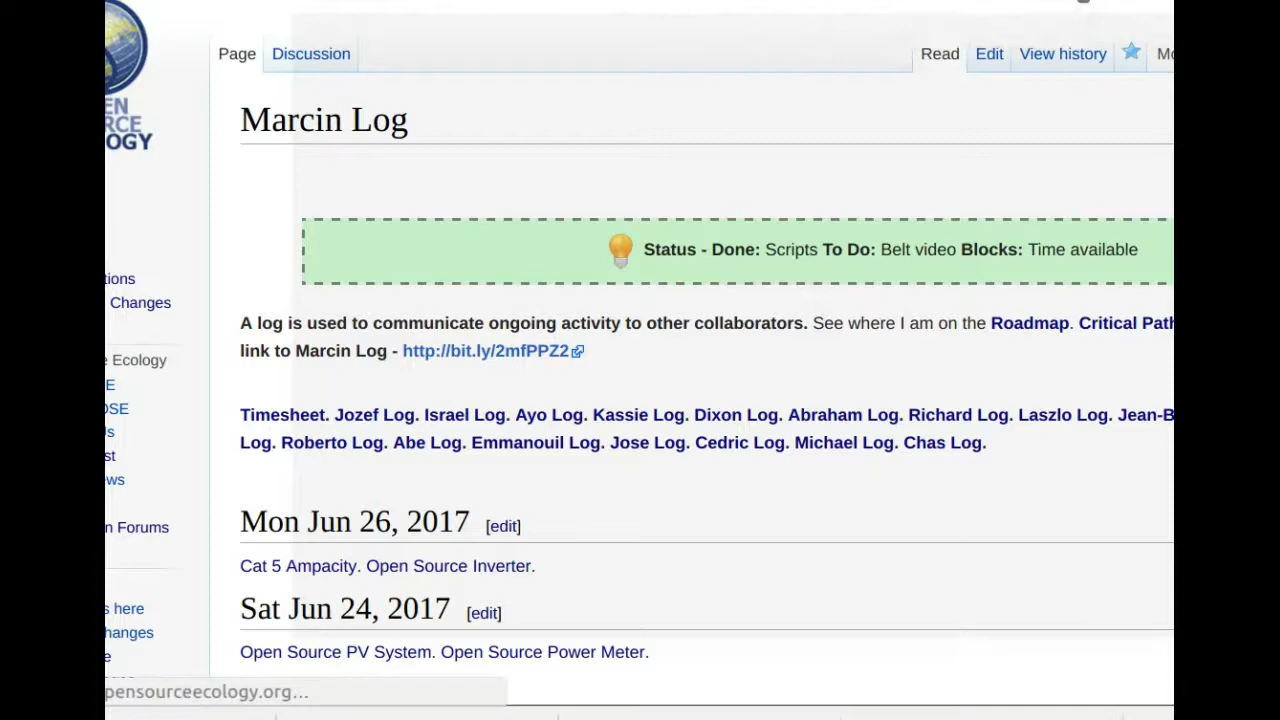 EN
RCE
OGY
Page Discussion Read Edit View history
Marcin Log
Status - Done: Scripts To Do: Belt video Blocks: Time available
A log is used to communicate ongoing activity to other collaborators. See where I am on the Roadmap. Critical Path
link to Marcin Log - http://bit.ly/2mfPPZ2
Timesheet. Jozef Log. Israel Log. Ayo Log. Kassie Log. Dixon Log. Abraham Log. Richard Log. Laszlo Log. Jean-B
Log. Roberto Log. Abe Log. Emmanouil Log. Jose Log. Cedric Log. Michael Log. Chas Log.
Mon Jun 26, 2017 [edit]
Cat 5 Ampacity. Open Source Inverter.
Sat Jun 24, 2017 [edit]
Open Source PV System. Open Source Power Meter.
tions
Changes
e Ecology
E
OSE
st
ws
n Forums
s here
hanges
e
pensourceecology.org...